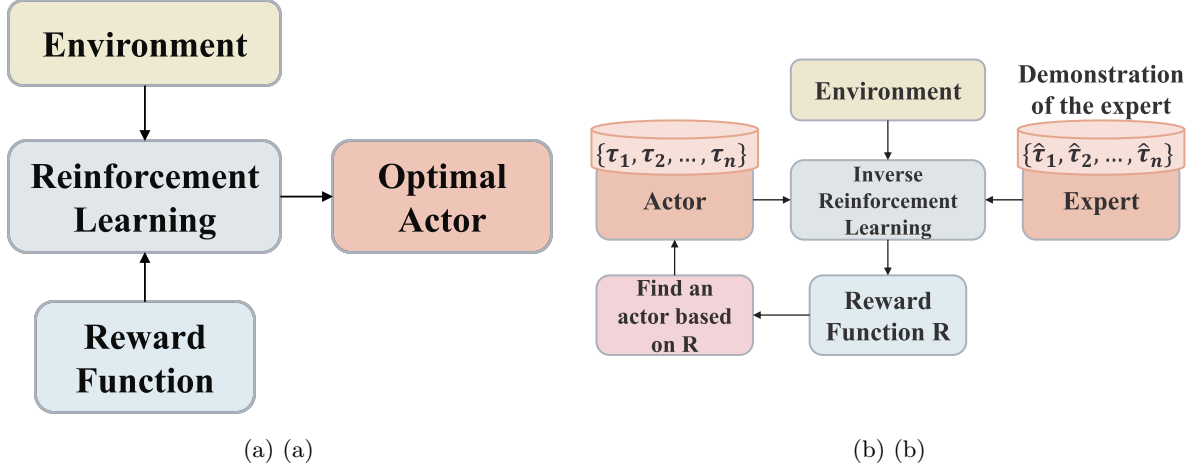 Environment
Reinforcement
Learning
Optimal
Actor
Reward
Function
(a) (a)
Environment
Demonstration
of the expert
{τ₁, τ₂, …, τₙ}
Actor
Inverse
Reinforcement
Learning
{τ̂₁, τ̂₂, …, τ̂ₙ}
Expert
Find an
actor based
on R
Reward
Function R
(b) (b)